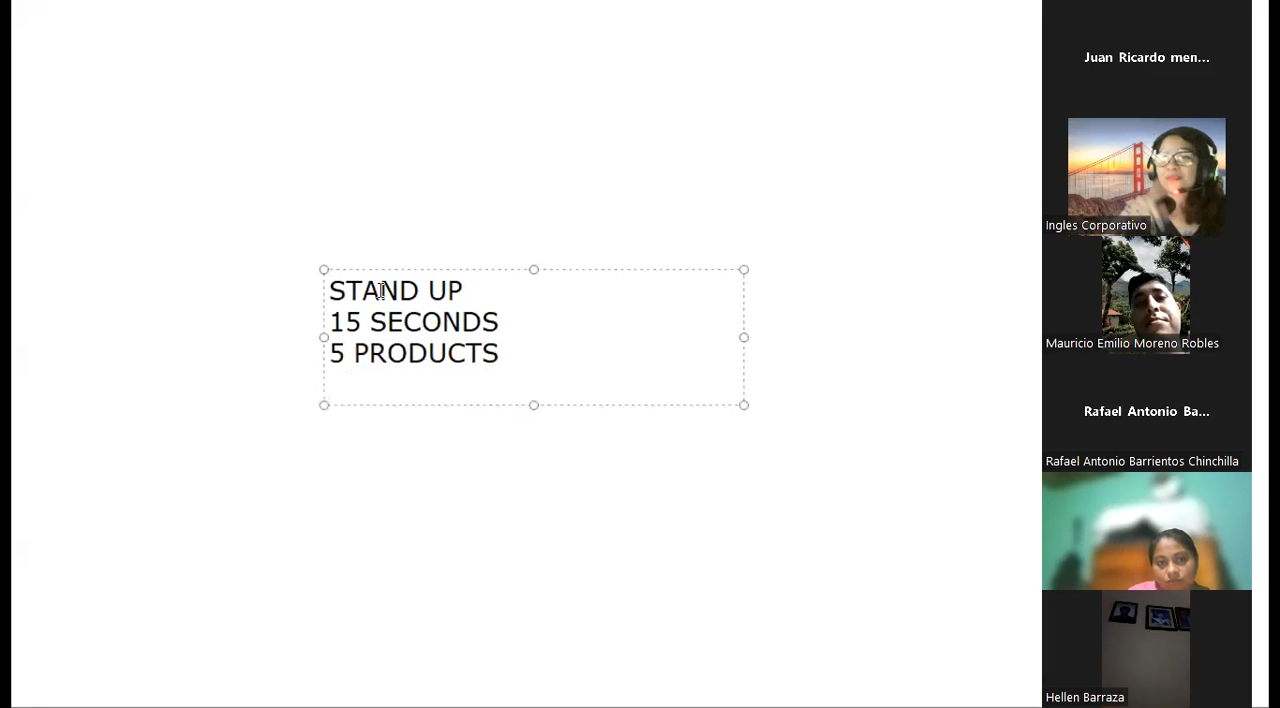 STAND UP
15 SECONDS
5 PRODUCTS
Juan Ricardo men...
Ingles Corporativo
Mauricio Emilio Moreno Robles
Rafael Antonio Ba...
Rafael Antonio Barrientos Chinchilla
Hellen Barraza